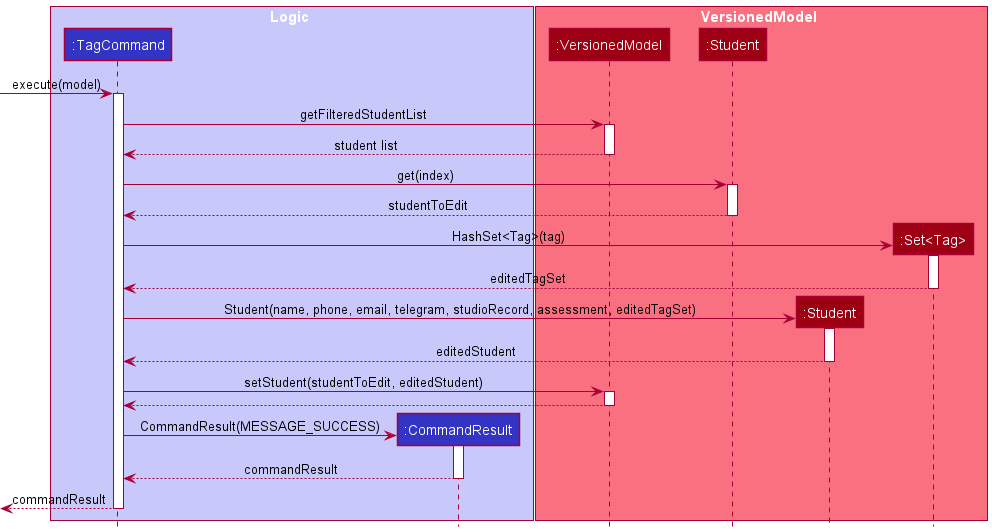 Logic
VersionedModel
:TagCommand
:VersionedModel
:Student
execute(model)
getFilteredStudentList
student list
get(index)
studentToEdit
HashSet<Tag>(tag)
:Set<Tag>
editedTagSet
Student(name, phone, email, telegram, studioRecord, assessment, editedTagSet)
:Student
editedStudent
setStudent(studentToEdit, editedStudent)
CommandResult(MESSAGE_SUCCESS)
:CommandResult
commandResult
commandResult